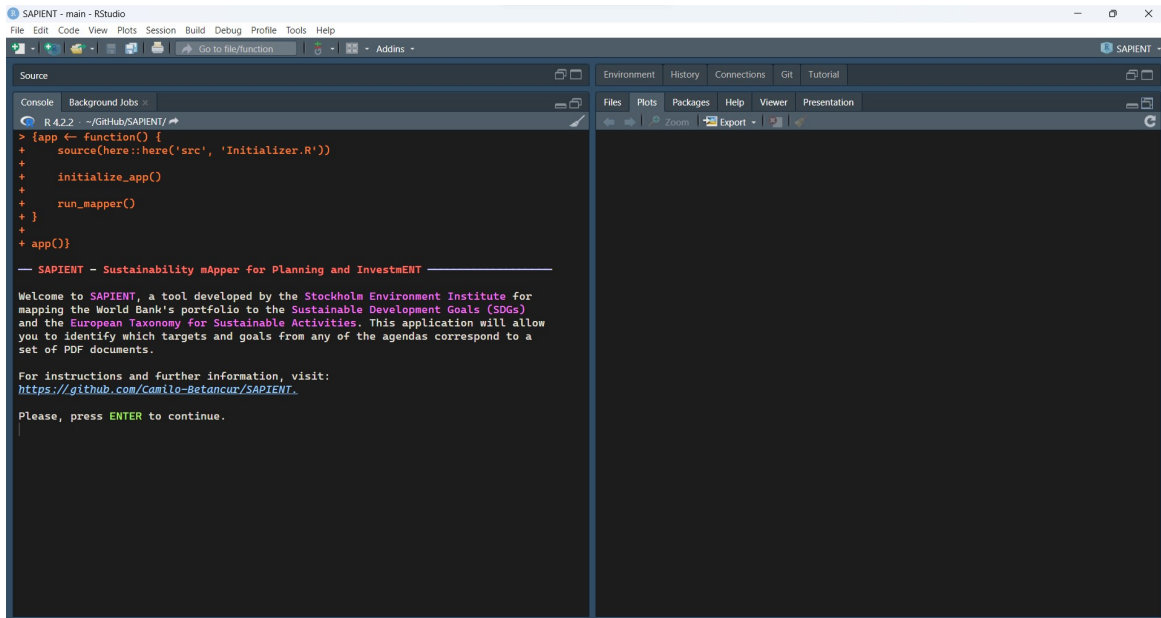 SAPIENT - main - RStudio
File Edit Code View Plots Session Build Debug Profile Tools Help
Go to file/function Addins SAPIENT
Source
Console Background Jobs
R 4.2.2 · ~/GitHub/SAPIENT/
> {app <- function() {
+     source(here::here('src', 'Initializer.R'))
+
+     initialize_app()
+
+     run_mapper()
+ }
+
+ app()}
── SAPIENT - Sustainability mApper for Planning and InvestmENT ──
Welcome to SAPIENT, a tool developed by the Stockholm Environment Institute for
mapping the World Bank's portfolio to the Sustainable Development Goals (SDGs)
and the European Taxonomy for Sustainable Activities. This application will allow
you to identify which targets and goals from any of the agendas correspond to a
set of PDF documents.
For instructions and further information, visit:
https://github.com/Camilo-Betancur/SAPIENT.
Please, press ENTER to continue.
Environment History Connections Git Tutorial
Files Plots Packages Help Viewer Presentation
Zoom Export